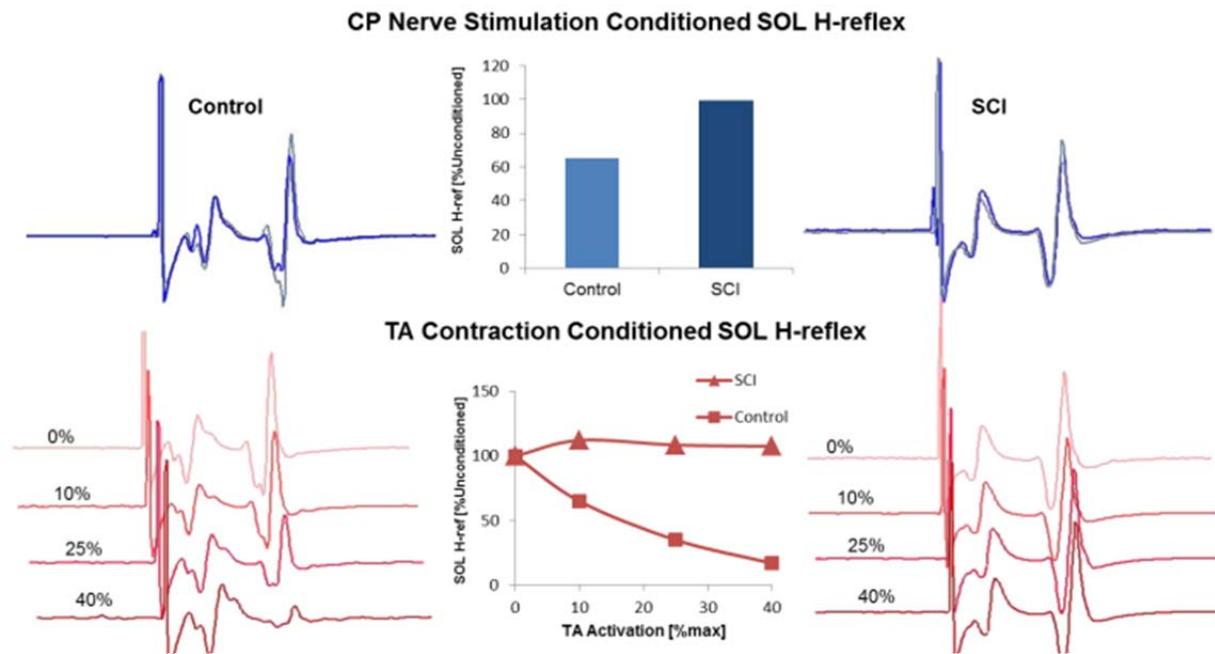 CP Nerve Stimulation Conditioned SOL H-reflex
Control
SCI
SOL H-ref [%Unconditioned]
120
100
80
60
40
20
0
Control
SCI
TA Contraction Conditioned SOL H-reflex
0%
10%
25%
40%
SOL H-ref [%Unconditioned]
150
100
50
0
SCI
Control
0
10
20
30
40
TA Activation [%max]
0%
10%
25%
40%